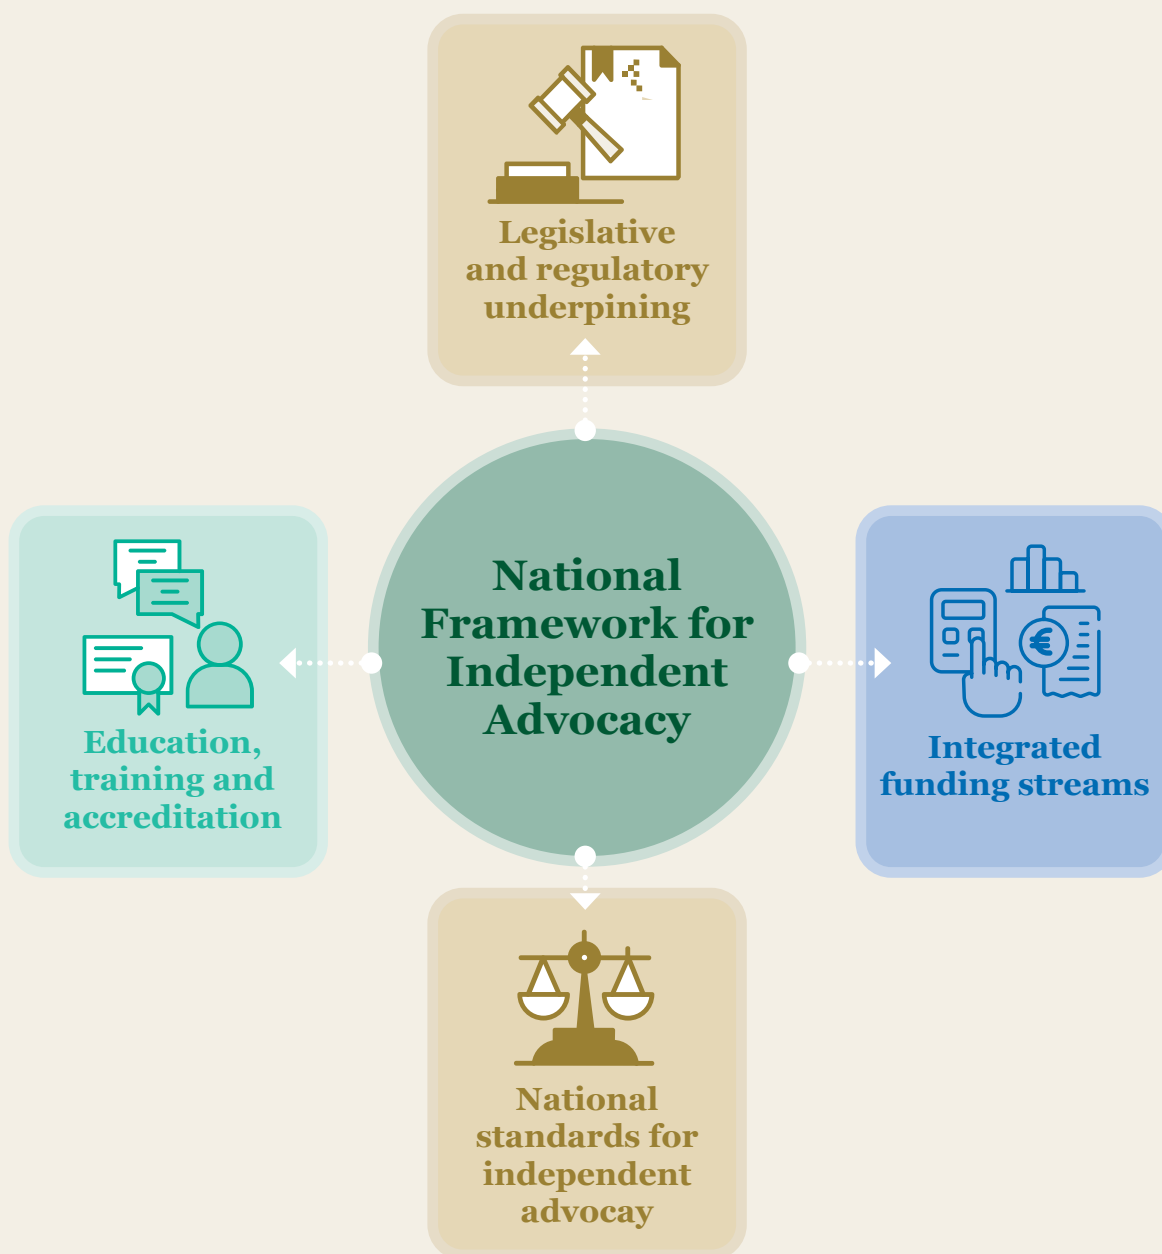 Legislative
and regulatory
underpining
National
Framework for
Independent
Advocacy
Education,
training and
accreditation
Integrated
funding streams
National
standards for
independent
advocay